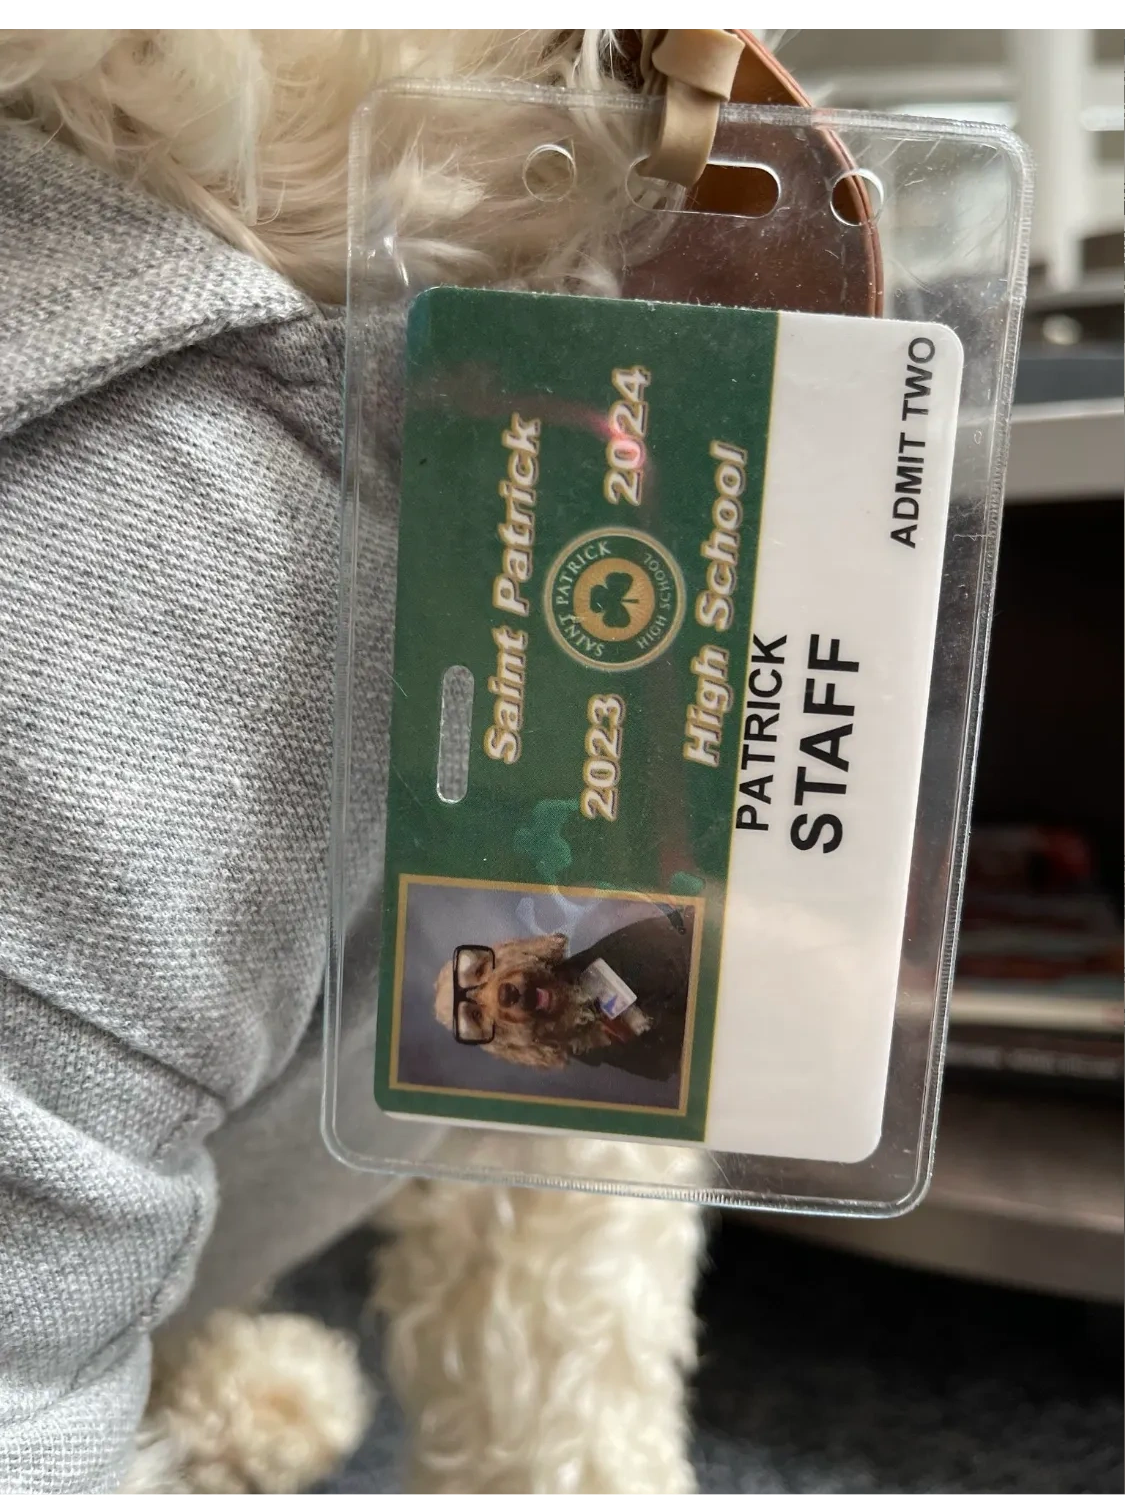 Saint Patrick
2023
SAINT PATRICK
HIGH SCHOOL
2024
High School
PATRICK
STAFF
ADMIT TWO